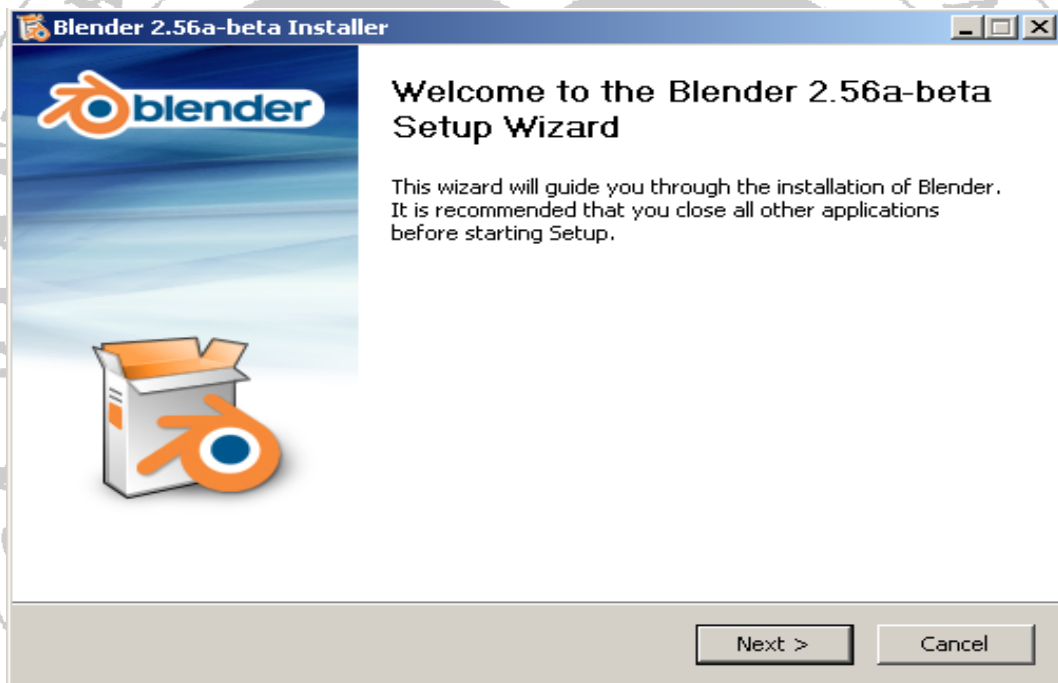 Blender 2.56a-beta Installer
blender
Welcome to the Blender 2.56a-beta
Setup Wizard
This wizard will guide you through the installation of Blender.
It is recommended that you close all other applications
before starting Setup.
Next >
Cancel